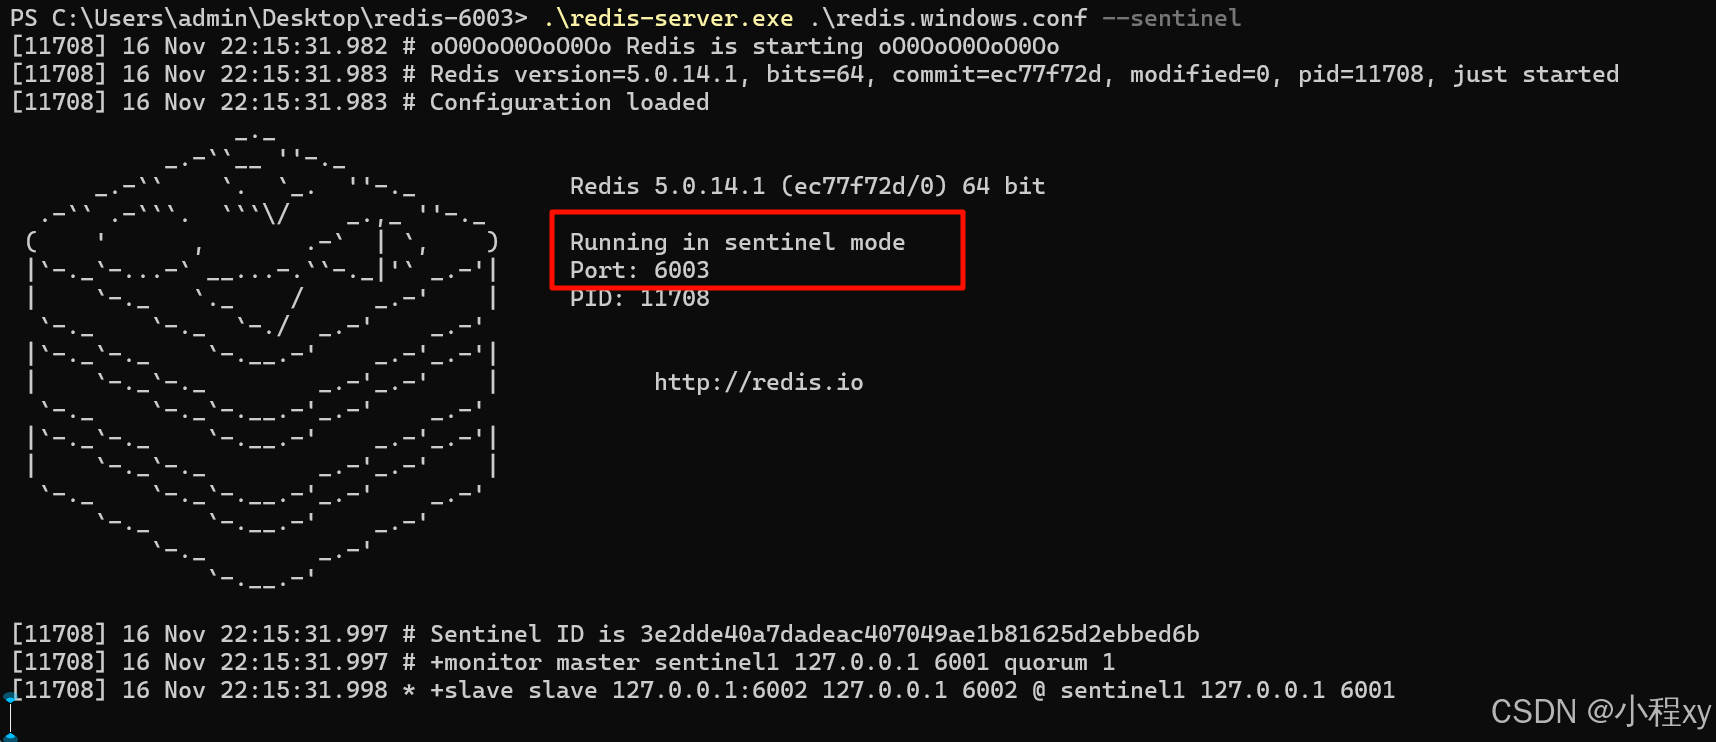 PS C:\Users\admin\Desktop\redis-6003> .\redis-server.exe .\redis.windows.conf --sentinel
[11708] 16 Nov 22:15:31.982 # oO0OoO0OoO0Oo Redis is starting oO0OoO0OoO0Oo
[11708] 16 Nov 22:15:31.983 # Redis version=5.0.14.1, bits=64, commit=ec77f72d, modified=0, pid=11708, just started
[11708] 16 Nov 22:15:31.983 # Configuration loaded
Redis 5.0.14.1 (ec77f72d/0) 64 bit
Running in sentinel mode
Port: 6003
PID: 11708
http://redis.io
[11708] 16 Nov 22:15:31.997 # Sentinel ID is 3e2dde40a7dadeac407049ae1b81625d2ebbed6b
[11708] 16 Nov 22:15:31.997 # +monitor master sentinel1 127.0.0.1 6001 quorum 1
[11708] 16 Nov 22:15:31.998 * +slave slave 127.0.0.1:6002 127.0.0.1 6002 @ sentinel1 127.0.0.1 6001
CSDN @小程xy